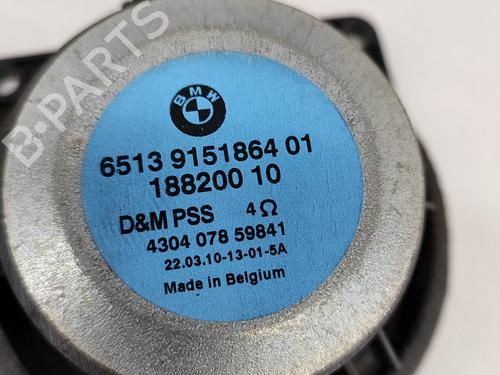 B-PARTS
BMW
6513 9151864 01
188200 10
D&M PSS 4Ω
4304 078 59841
22.03.10-13-01-5A
Made in Belgium